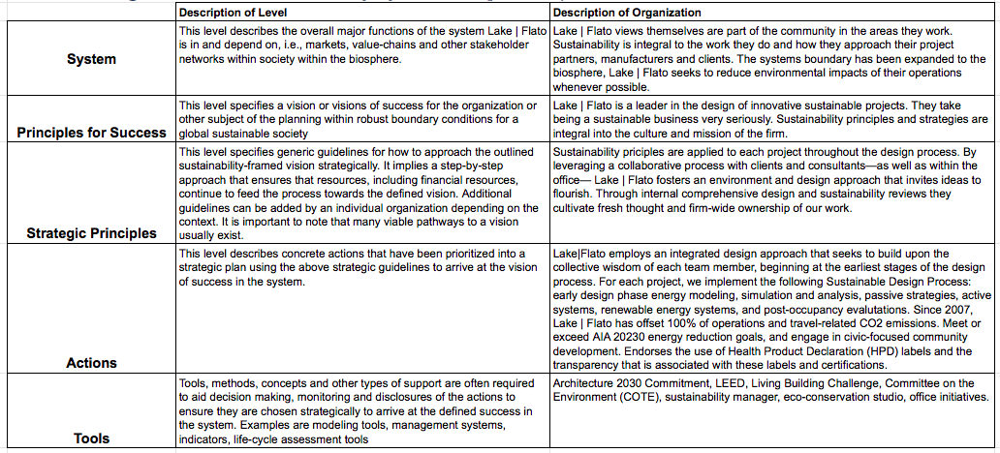 Description of Level
Description of Organization
System
This level describes the overall major functions of the system Lake | Flato
is in and depend on, i.e., markets, value-chains and other stakeholder
networks within society within the biosphere.
Lake | Flato views themselves are part of the community in the areas they work.
Sustainability is integral to the work they do and how they approach their project
partners, manufacturers and clients. The systems boundary has been expanded to the
biosphere, Lake | Flato seeks to reduce environmental impacts of their operations
whenever possible.
Principles for Success
This level specifies a vision or visions of success for the organization or
other subject of the planning within robust boundary conditions for a
global sustainable society
Lake | Flato is a leader in the design of innovative sustainable projects. They take
being a sustainable business very seriously. Sustainability principles and strategies are
integral into the culture and mission of the firm.
Strategic Principles
This level specifies generic guidelines for how to approach the outlined
sustainability-framed vision strategically. It implies a step-by-step
approach that ensures that resources, including financial resources,
continue to feed the process towards the defined vision. Additional
guidelines can be added by an individual organization depending on the
context. It is important to note that many viable pathways to a vision
usually exist.
Sustainability priciples are applied to each project throughout the design process. By
leveraging a collaborative process with clients and consultants—as well as within the
office— Lake | Flato fosters an environment and design approach that invites ideas to
flourish. Through internal comprehensive design and sustainability reviews they
cultivate fresh thought and firm-wide ownership of our work.
Actions
This level describes concrete actions that have been prioritized into a
strategic plan using the above strategic guidelines to arrive at the vision
of success in the system.
Lake|Flato employs an integrated design approach that seeks to build upon the
collective wisdom of each team member, beginning at the earliest stages of the design
process. For each project, we implement the following Sustainable Design Process:
early design phase energy modeling, simulation and analysis, passive strategies, active
systems, renewable energy systems, and post-occupancy evalutations. Since 2007,
Lake | Flato has offset 100% of operations and travel-related CO2 emissions. Meet or
exceed AIA 20230 energy reduction goals, and engage in civic-focused community
development. Endorses the use of Health Product Declaration (HPD) labels and the
transparency that is associated with these labels and certifications.
Tools
Tools, methods, concepts and other types of support are often required
to aid decision making, monitoring and disclosures of the actions to
ensure they are chosen strategically to arrive at the defined success in
the system. Examples are modeling tools, management systems,
indicators, life-cycle assessment tools
Architecture 2030 Commitment, LEED, Living Building Challenge, Committee on the
Environment (COTE), sustainability manager, eco-conservation studio, office initiatives.